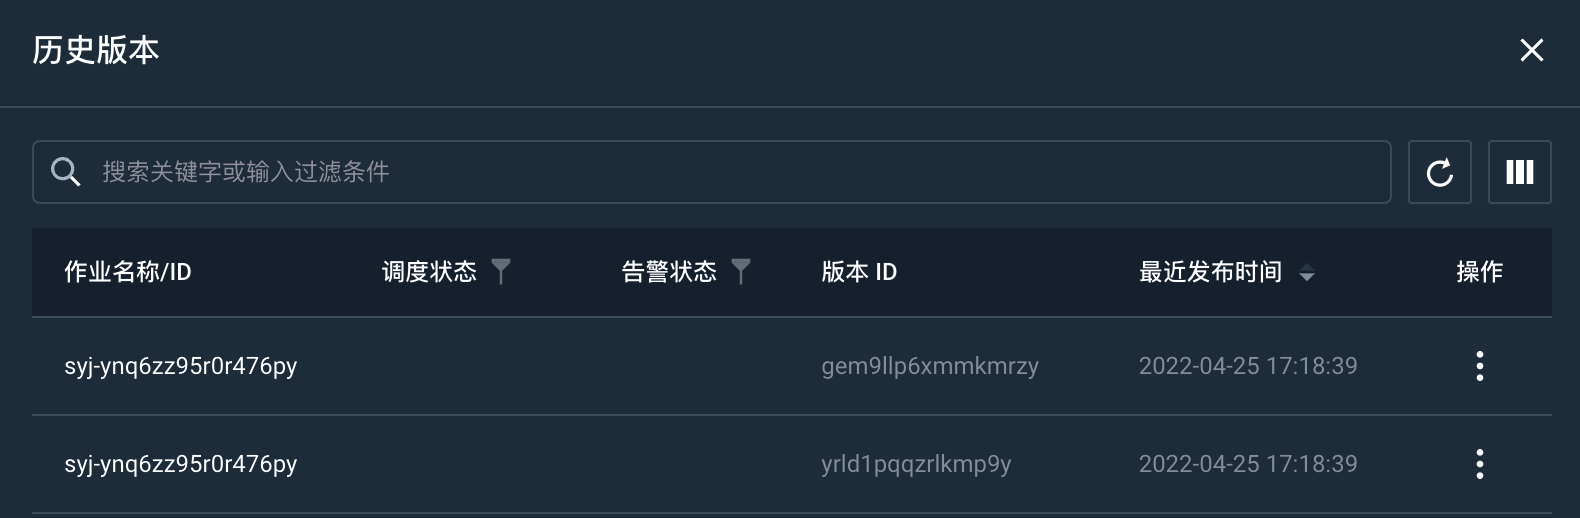 历史版本
搜索关键字或输入过滤条件
作业名称/ID 调度状态 告警状态 版本 ID 最近发布时间 操作
syj-ynq6zz95r0r476py gem9llp6xmmkmrzy 2022-04-25 17:18:39
syj-ynq6zz95r0r476py yrld1pqqzrlkmp9y 2022-04-25 17:18:39